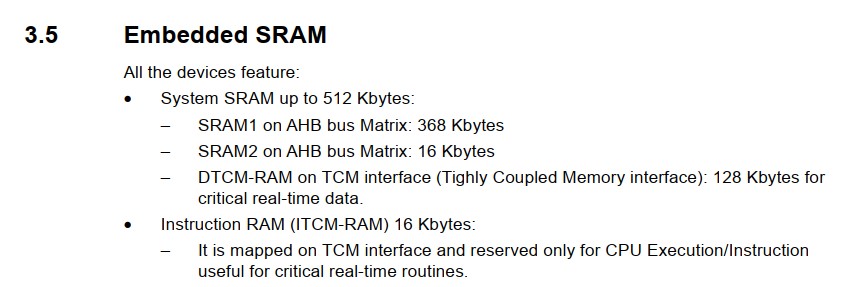 3.5 Embedded SRAM
All the devices feature:
• System SRAM up to 512 Kbytes:
– SRAM1 on AHB bus Matrix: 368 Kbytes
– SRAM2 on AHB bus Matrix: 16 Kbytes
– DTCM-RAM on TCM interface (Tighly Coupled Memory interface): 128 Kbytes for
critical real-time data.
• Instruction RAM (ITCM-RAM) 16 Kbytes:
– It is mapped on TCM interface and reserved only for CPU Execution/Instruction
useful for critical real-time routines.